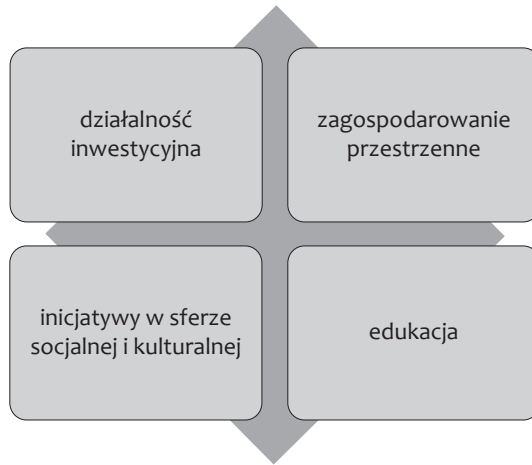 działalność
inwestycyjna
zagospodarowanie
przestrzenne
inicjatywy w sferze
socjalnej i kulturalnej
edukacja